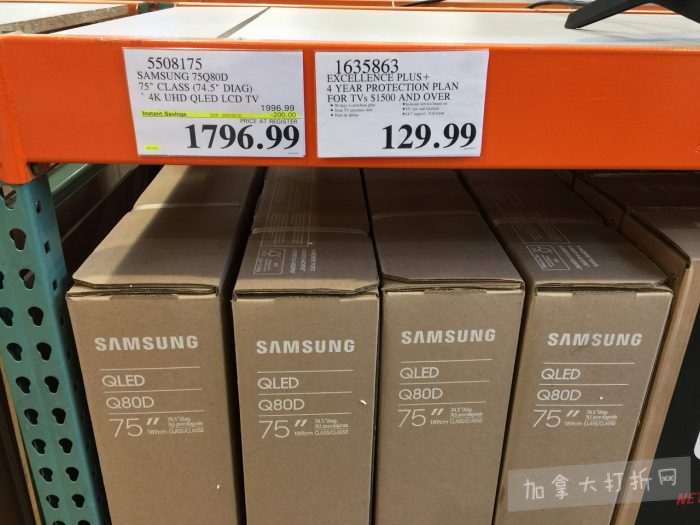 5508175
SAMSUNG 75Q80D
75" CLASS (74.5" DIAG)
4K UHD QLED LCD TV
1996.99
Instant Savings
-200.00
PRICE AT REGISTER
1796.99
1635863
EXCELLENCE PLUS+
4 YEAR PROTECTION PLAN
FOR TVs $1500 AND OVER
129.99
SAMSUNG
QLED
Q80D
75"
SAMSUNG
QLED
Q80D
75"
SAMSUNG
QLED
Q80D
75"
SAMSUNG
QLED
Q80D
75"
加拿大打折网
NE